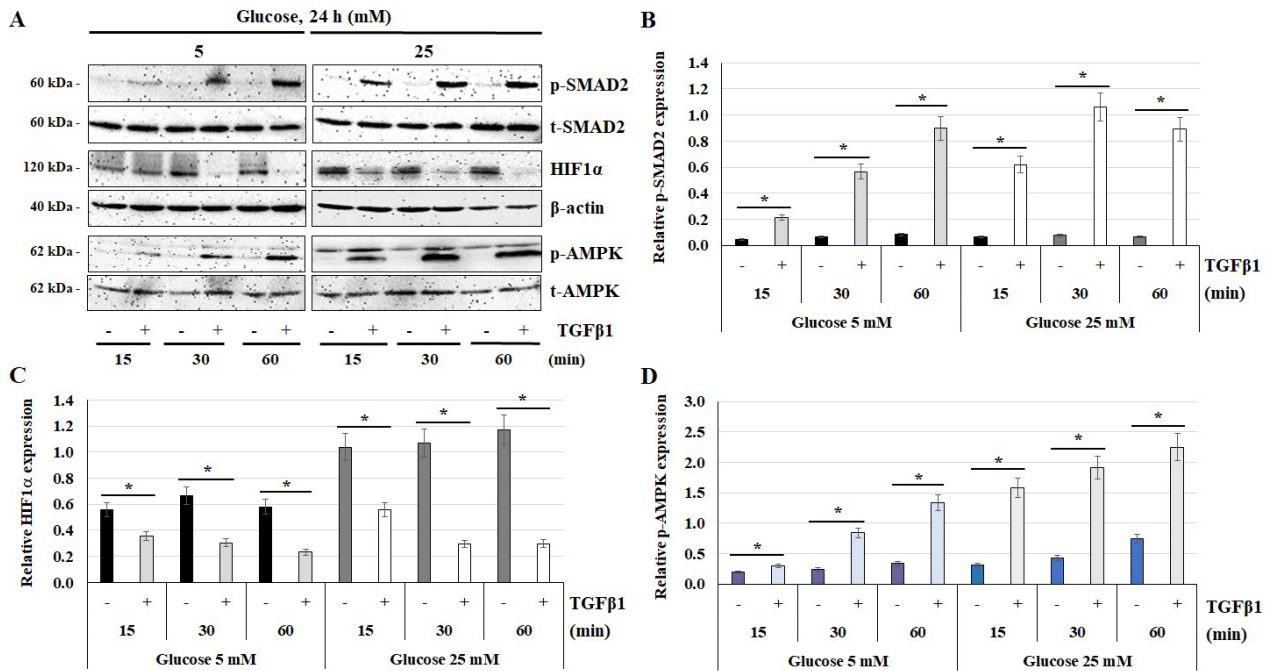 A
Glucose, 24 h (mM)
5 25
60 kDa - p-SMAD2
60 kDa - t-SMAD2
120 kDa - HIF1α
40 kDa - β-actin
62 kDa - p-AMPK
62 kDa - t-AMPK
- + - + - + - + - + - + TGFβ1
15 30 60 15 30 60 (min)
B
Relative p-SMAD2 expression
1.4
1.2
1.0
0.8
0.6
0.4
0.2
0.0
* * * * * *
- + - + - + - + - + - + TGFβ1
15 30 60 15 30 60 (min)
Glucose 5 mM Glucose 25 mM
C
Relative HIF1α expression
1.4
1.2
1.0
0.8
0.6
0.4
0.2
0.0
* * * * * *
- + - + - + - + - + - + TGFβ1
15 30 60 15 30 60 (min)
Glucose 5 mM Glucose 25 mM
D
Relative p-AMPK expression
3.0
2.5
2.0
1.5
1.0
0.5
0.0
* * * * * *
- + - + - + - + - + - + TGFβ1
15 30 60 15 30 60 (min)
Glucose 5 mM Glucose 25 mM